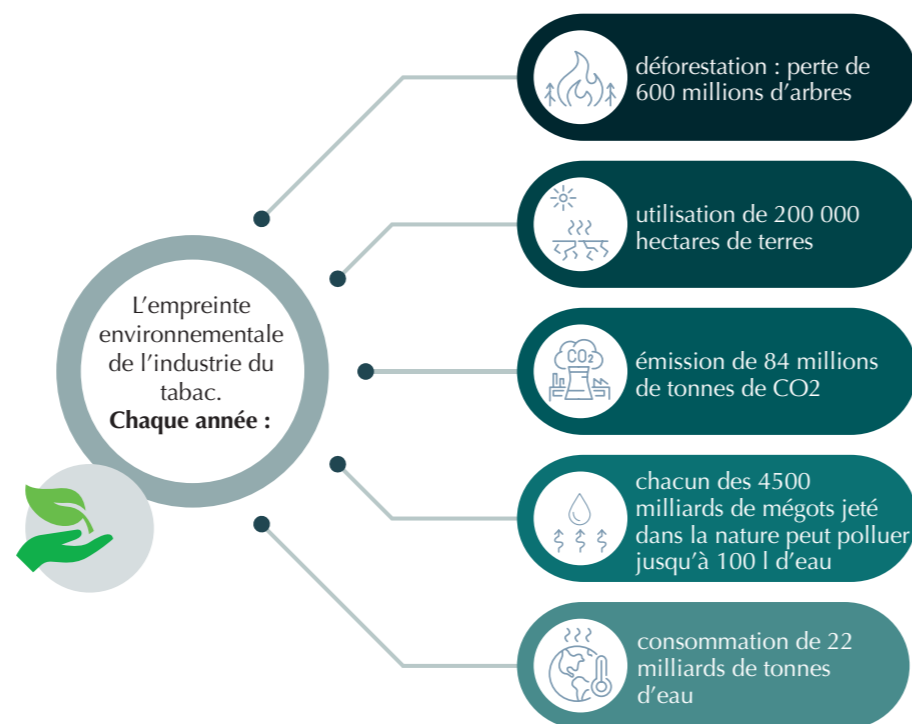 L'empreinte
environnementale
de l'industrie du
tabac.
Chaque année :
déforestation : perte de
600 millions d'arbres
utilisation de 200 000
hectares de terres
CO2
émission de 84 millions
de tonnes de CO2
chacun des 4500
milliards de mégots jeté
dans la nature peut polluer
jusqu'à 100 l d'eau
consommation de 22
milliards de tonnes
d'eau